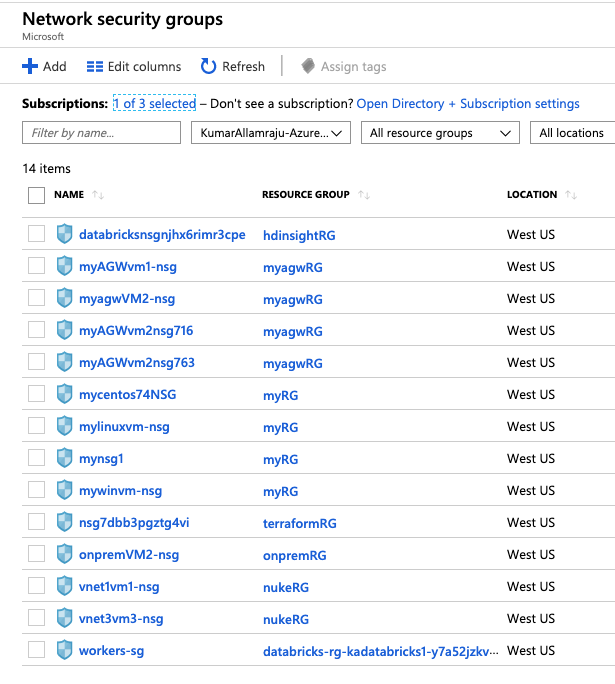 Network security groups
Microsoft
Add Edit columns Refresh Assign tags
Subscriptions: 1 of 3 selected – Don't see a subscription? Open Directory + Subscription settings
Filter by name... KumarAllamraju-Azure... All resource groups All locations
14 items
NAME RESOURCE GROUP LOCATION
databricksnsgnjhx6rimr3cpe hdinsightRG West US
myAGWvm1-nsg myagwRG West US
myagwVM2-nsg myagwRG West US
myAGWvm2nsg716 myagwRG West US
myAGWvm2nsg763 myagwRG West US
mycentos74NSG myRG West US
mylinuxvm-nsg myRG West US
mynsg1 myRG West US
mywinvm-nsg myRG West US
nsg7dbb3pgztg4vi terraformRG West US
onpremVM2-nsg onpremRG West US
vnet1vm1-nsg nukeRG West US
vnet3vm3-nsg nukeRG West US
workers-sg databricks-rg-kadatabricks1-y7a52jzkv... West US